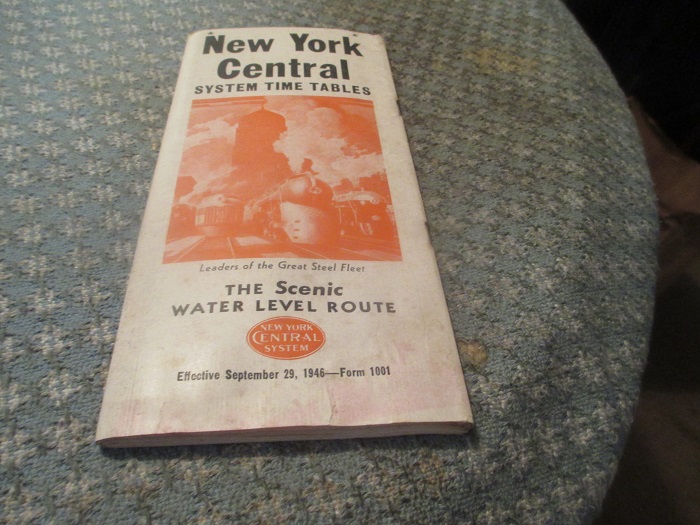 New York
Central
SYSTEM TIME TABLES
Leaders of the Great Steel Fleet
THE Scenic
WATER LEVEL ROUTE
NEW YORK
CENTRAL
SYSTEM
Effective September 29, 1946—Form 1001